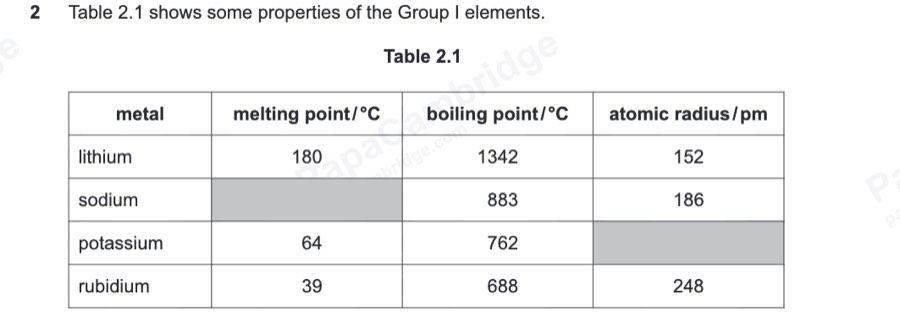 2 Table 2.1 shows some properties of the Group I elements.
Table 2.1
metal melting point/°C boiling point/°C atomic radius/pm
lithium 180 1342 152
sodium 883 186
potassium 64 762
rubidium 39 688 248
PapaCambridge